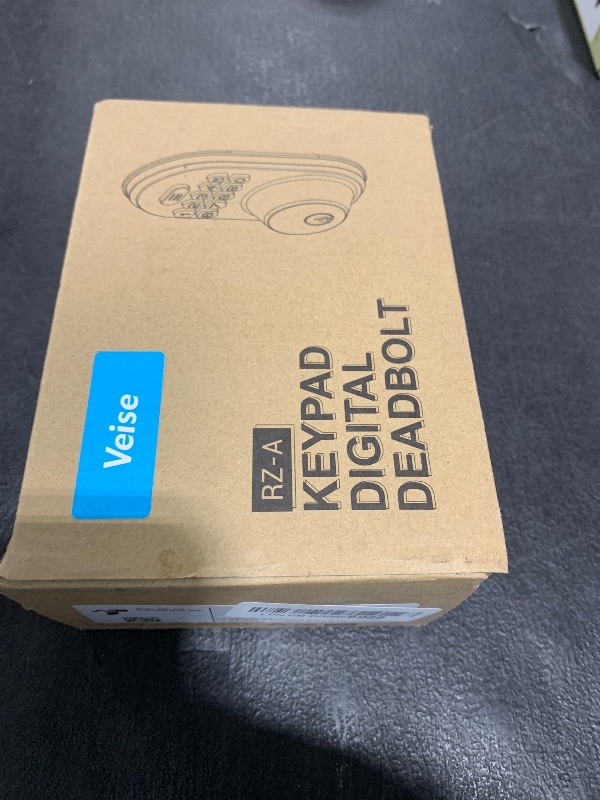 Veise
RZ-A
KEYPAD
DIGITAL
DEADBOLT